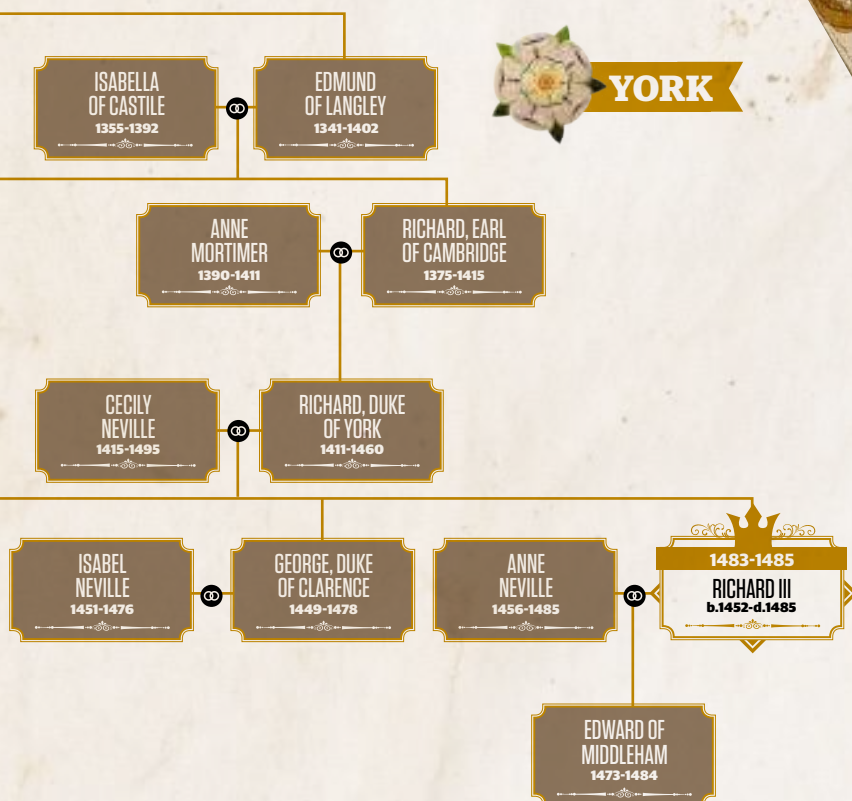 YORK
ISABELLA
OF CASTILE
1355-1392
EDMUND
OF LANGLEY
1341-1402
ANNE
MORTIMER
1390-1411
RICHARD, EARL
OF CAMBRIDGE
1375-1415
CECILY
NEVILLE
1415-1495
RICHARD, DUKE
OF YORK
1411-1460
ISABEL
NEVILLE
1451-1476
GEORGE, DUKE
OF CLARENCE
1449-1478
ANNE
NEVILLE
1456-1485
1483-1485
RICHARD III
b.1452-d.1485
EDWARD OF
MIDDLEHAM
1473-1484